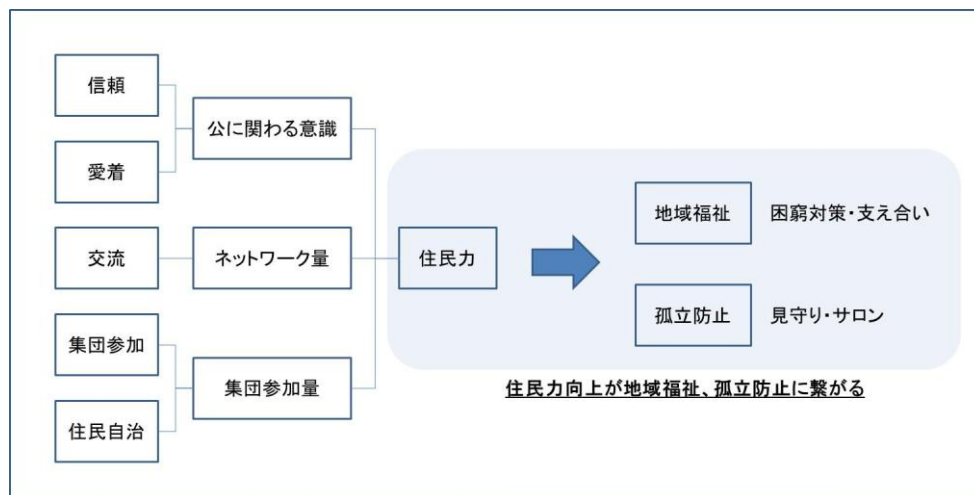 信頼
愛着
交流
集団参加
住民自治
公に関わる意識
ネットワーク量
集団参加量
住民力
地域福祉
困窮対策・支え合い
孤立防止
見守り・サロン
住民力向上が地域福祉、孤立防止に繋がる